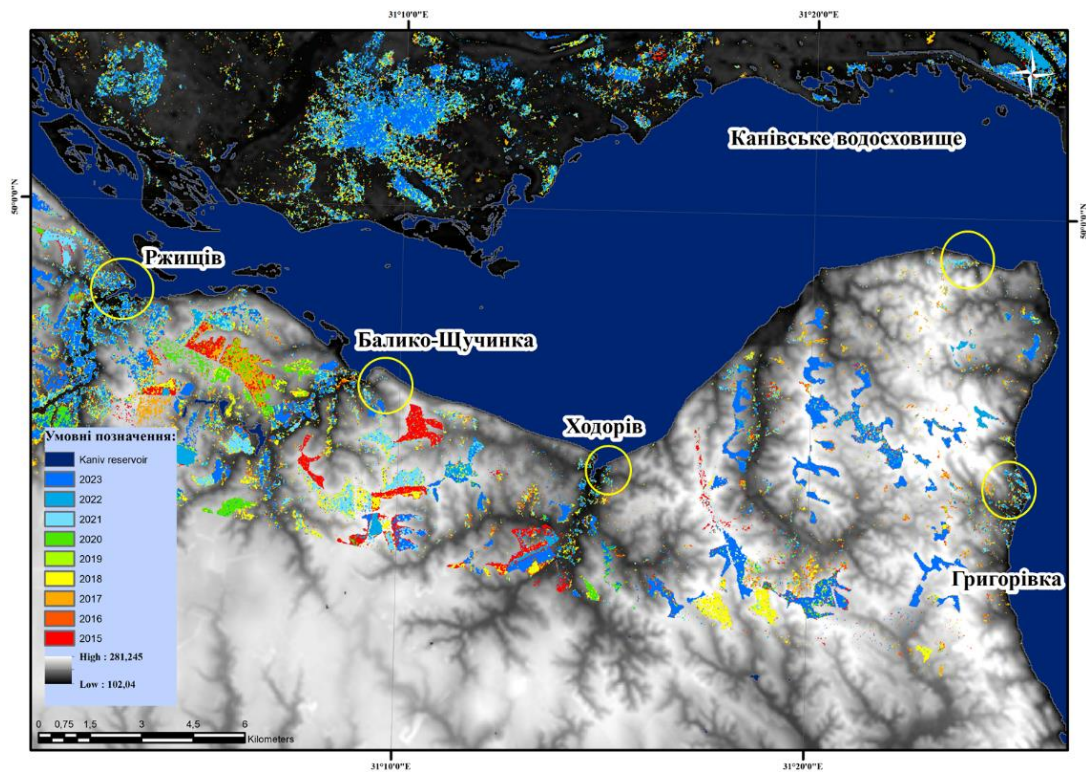 31°10'0"E
31°20'0"E
Канівське водосховище
50°0'0"N
50°0'0"N
Ржищів
Балико-Щучинка
Ходорів
Григорівка
Умовні позначення:
Kaniv reservoir
2023
2022
2021
2020
2019
2018
2017
2016
2015
High : 281,245
Low : 102,04
0 0,75 1,5 3 4,5 6
Kilometers
31°10'0"E
31°20'0"E